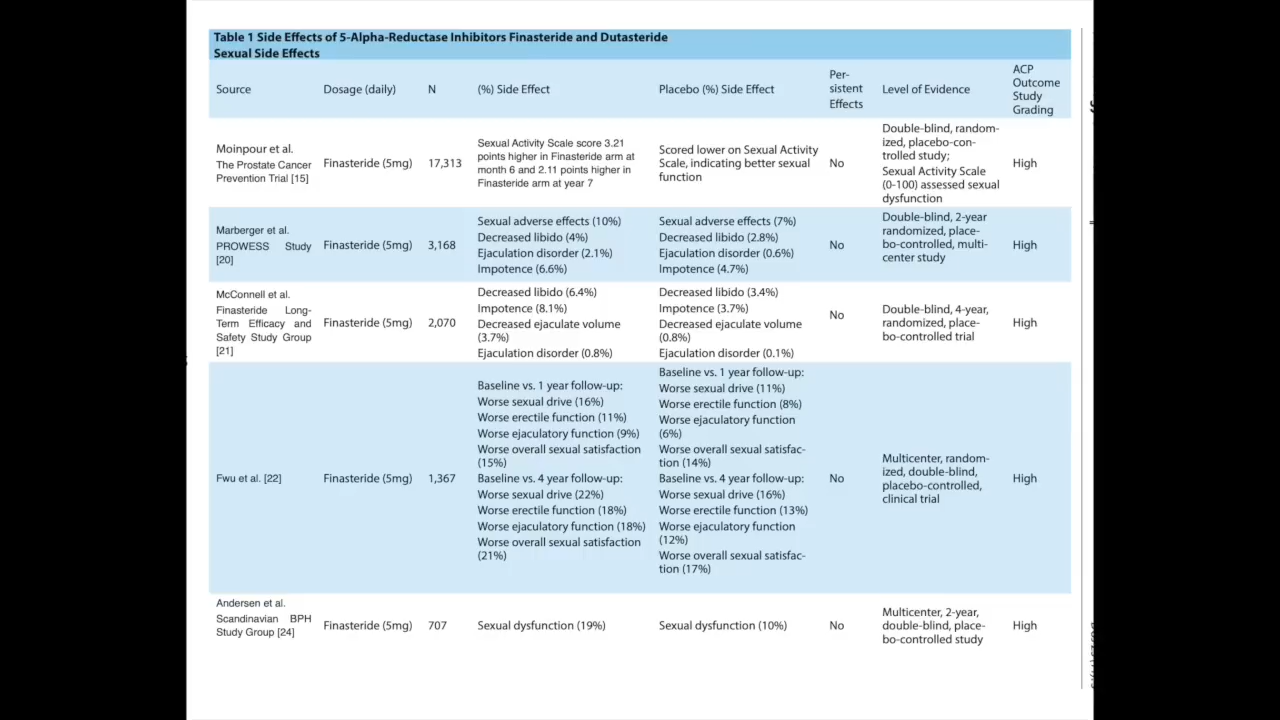 Table 1 Side Effects of 5-Alpha-Reductase Inhibitors Finasteride and Dutasteride
Sexual Side Effects
Source
Dosage (daily)
N
(%) Side Effect
Placebo (%) Side Effect
Per-
sistent
Effects
Level of Evidence
ACP
Outcome
Study
Grading
Moinpour et al.
The Prostate Cancer
Prevention Trial [15]
Finasteride (5mg)
17,313
Sexual Activity Scale score 3.21
points higher in Finasteride arm at
month 6 and 2.11 points higher in
Finasteride arm at year 7
Scored lower on Sexual Activity
Scale, indicating better sexual
function
No
Double-blind, random-
ized, placebo-con-
trolled study;
Sexual Activity Scale
(0-100) assessed sexual
dysfunction
High
Marberger et al.
PROWESS Study
[20]
Finasteride (5mg)
3,168
Sexual adverse effects (10%)
Decreased libido (4%)
Ejaculation disorder (2.1%)
Impotence (6.6%)
Sexual adverse effects (7%)
Decreased libido (2.8%)
Ejaculation disorder (0.6%)
Impotence (4.7%)
No
Double-blind, 2-year
randomized, place-
bo-controlled, multi-
center study
High
McConnell et al.
Finasteride Long-
Term Efficacy and
Safety Study Group
[21]
Finasteride (5mg)
2,070
Decreased libido (6.4%)
Impotence (8.1%)
Decreased ejaculate volume
(3.7%)
Ejaculation disorder (0.8%)
Decreased libido (3.4%)
Impotence (3.7%)
Decreased ejaculate volume
(0.8%)
Ejaculation disorder (0.1%)
No
Double-blind, 4-year,
randomized, place-
bo-controlled trial
High
Fwu et al. [22]
Finasteride (5mg)
1,367
Baseline vs. 1 year follow-up:
Worse sexual drive (16%)
Worse erectile function (11%)
Worse ejaculatory function (9%)
Worse overall sexual satisfaction
(15%)
Baseline vs. 4 year follow-up:
Worse sexual drive (22%)
Worse erectile function (18%)
Worse ejaculatory function (18%)
Worse overall sexual satisfaction
(21%)
Baseline vs. 1 year follow-up:
Worse sexual drive (11%)
Worse erectile function (8%)
Worse ejaculatory function
(6%)
Worse overall sexual satisfac-
tion (14%)
Baseline vs. 4 year follow-up:
Worse sexual drive (16%)
Worse erectile function (13%)
Worse ejaculatory function
(12%)
Worse overall sexual satisfac-
tion (17%)
No
Multicenter, random-
ized, double-blind,
placebo-controlled,
clinical trial
High
Andersen et al.
Scandinavian BPH
Study Group [24]
Finasteride (5mg)
707
Sexual dysfunction (19%)
Sexual dysfunction (10%)
No
Multicenter, 2-year,
double-blind, place-
bo-controlled study
High